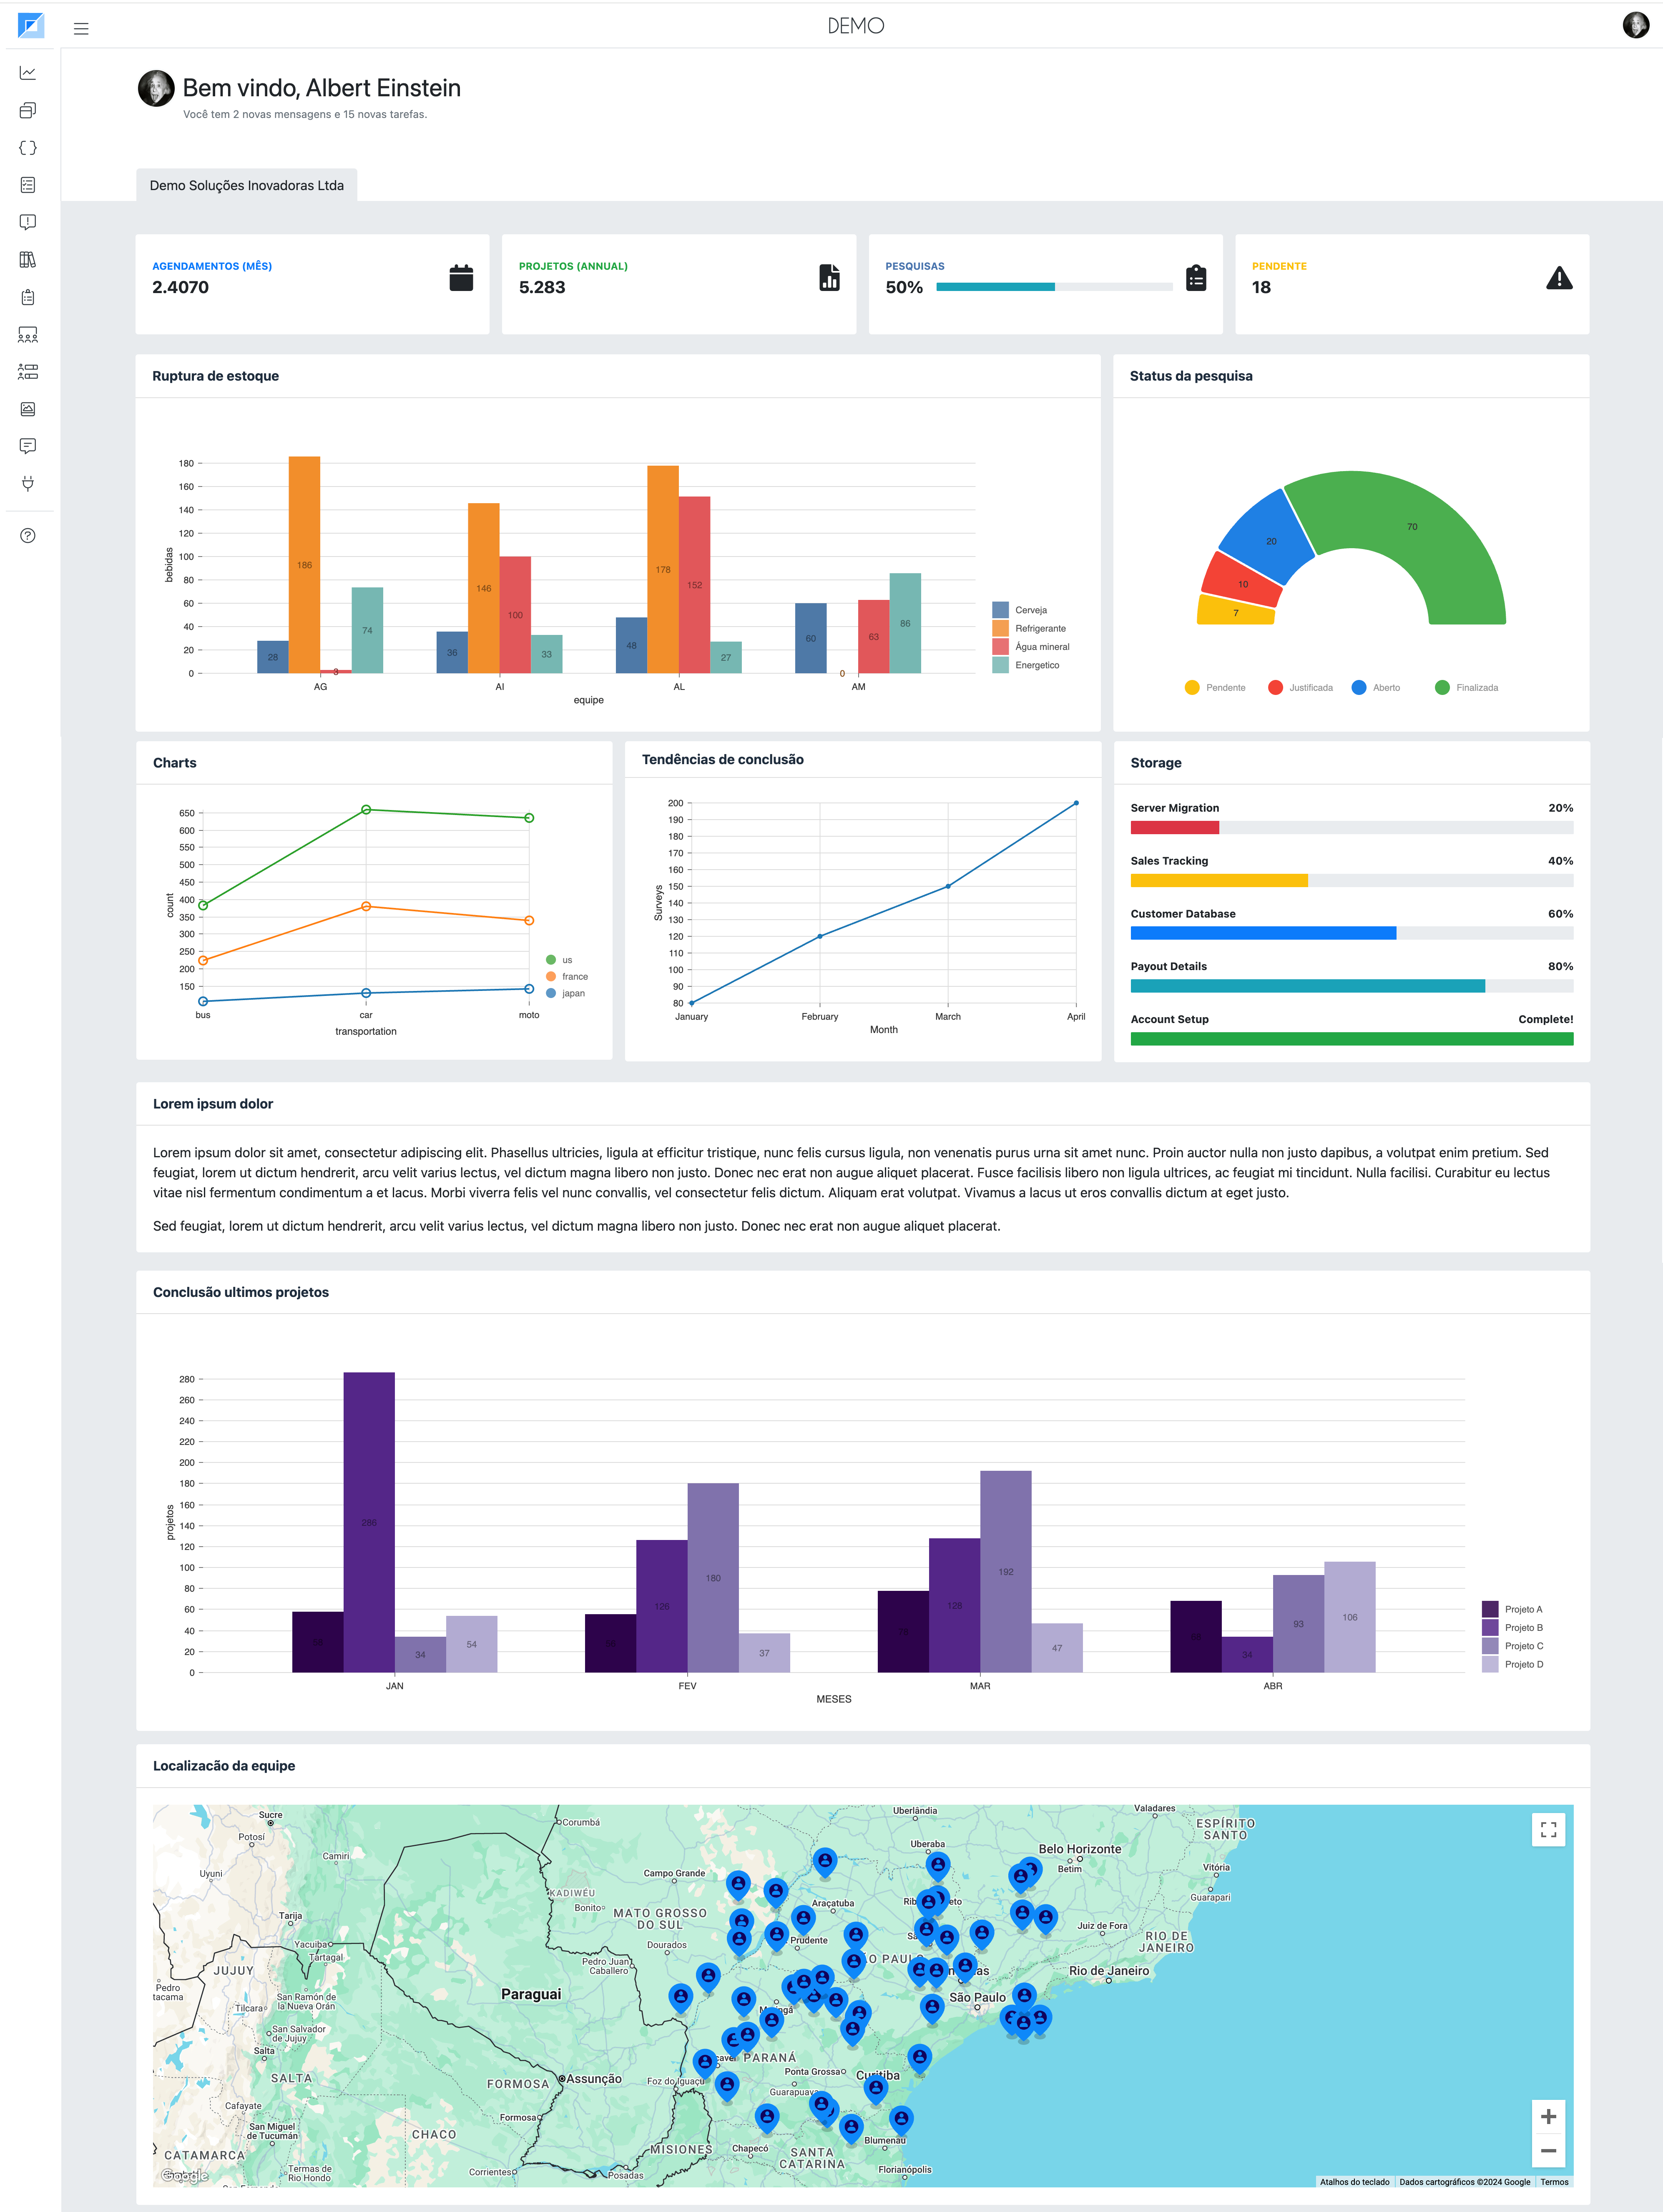 DEMO
Bem vindo, Albert Einstein
Você tem 2 novas mensagens e 15 novas tarefas.
Demo Soluções Inovadoras Ltda
AGENDAMENTOS (MÊS)
2.4070
PROJETOS (ANNUAL)
5.283
PESQUISAS
50%
PENDENTE
18
Ruptura de estoque
180
160
140
120
100
80
60
40
20
0
bebidas
28
186
3
74
36
146
100
33
48
178
152
27
60
0
63
86
AG
AI
AL
AM
equipe
Cerveja
Refrigerante
Água mineral
Energetico
Status da pesquisa
7
10
20
70
Pendente
Justificada
Aberto
Finalizada
Charts
650
600
550
500
450
400
350
300
250
200
150
count
bus
car
moto
transportation
us
france
japan
Tendências de conclusão
200
190
180
170
160
150
140
130
120
110
100
90
80
Surveys
January
February
March
April
Month
Storage
Server Migration 20%
Sales Tracking 40%
Customer Database 60%
Payout Details 80%
Account Setup Complete!
Lorem ipsum dolor
Lorem ipsum dolor sit amet, consectetur adipiscing elit. Phasellus ultricies, ligula at efficitur tristique, nunc felis cursus ligula, non venenatis purus urna sit amet nunc. Proin auctor nulla non justo dapibus, a volutpat enim pretium. Sed
feugiat, lorem ut dictum hendrerit, arcu velit varius lectus, vel dictum magna libero non justo. Donec nec erat non augue aliquet placerat. Fusce facilisis libero non ligula ultrices, ac feugiat mi tincidunt. Nulla facilisi. Curabitur eu lectus
vitae nisl fermentum condimentum a et lacus. Morbi viverra felis vel nunc convallis, vel consectetur felis dictum. Aliquam erat volutpat. Vivamus a lacus ut eros convallis dictum at eget justo.
Sed feugiat, lorem ut dictum hendrerit, arcu velit varius lectus, vel dictum magna libero non justo. Donec nec erat non augue aliquet placerat.
Conclusão ultimos projetos
280
260
240
220
200
180
160
140
120
100
80
60
40
20
0
projetos
286
34
54
126
180
37
128
192
47
34
93
106
JAN
FEV
MAR
ABR
MESES
Projeto A
Projeto B
Projeto C
Projeto D
Localizacão da equipe
Sucre
Potosí
Camiri
Uyuni
Tarija
Yacuiba
Tartagal
JUJUY
Pedro
tacama
San Ramón de
la Nueva Orán
Tilcara
San Salvador
de Jujuy
Salta
SALTA
Cafayate
San Miguel
de Tucumán
CATAMARCA
Termas de
Rio Hondo
Google
Corumbá
KADIWÉU
Bonito
Campo Grande
MATO GROSSO
DO SUL
Dourados
Pedro Juan
Caballero
Paraguai
FORMOSA
Assunção
Formosa
CHACO
Corrientes
Posadas
MISIONES
Foz do Iguaçu
PARANÁ
Ponta Grossa
Guarapuava
Curitiba
Chapecó
SANTA
CATARINA
Blumenau
Florianópolis
Araçatuba
Prudente
Uberlândia
Uberaba
São Paulo
Belo Horizonte
Betim
Valadares
ESPÍRITO
SANTO
Vitória
Guarapari
Juiz de Fora
RIO DE
JANEIRO
Rio de Janeiro
Atalhos do teclado
Dados cartográficos ©2024 Google
Termos